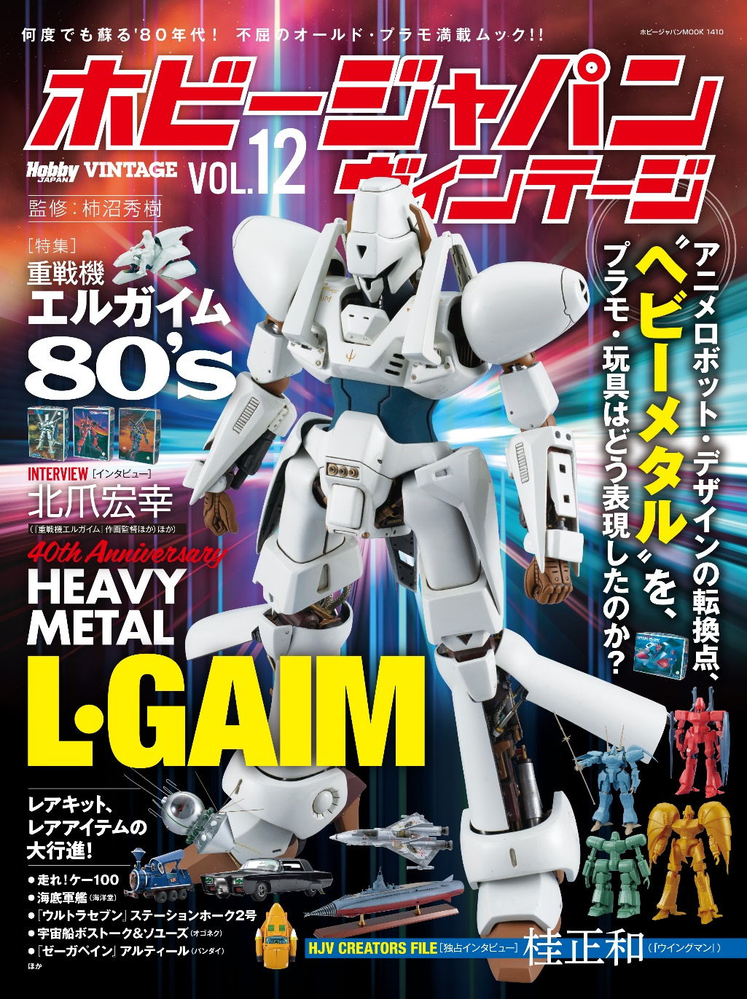 何度でも蘇る'80年代! 不屈のオールド・プラモ満載ムック!!
ホビージャパンMOOK 1410
ホビージャパン
ヴィンテージ
Hobby JAPAN VINTAGE VOL.12
監修:柿沼秀樹
[特集]
重戦機
エルガイム
80's
アニメロボット・デザインの転換点、
"ヘビーメタル"を、
プラモ・玩具はどう表現したのか?
INTERVIEW [インタビュー]
北爪宏幸
(『重戦機エルガイム』作画監督ほか)ほか)
40th Anniversary
HEAVY
METAL
L・GAIM
レアキット、
レアアイテムの
大行進!
●走れ!ケー100
●海底軍艦(海洋堂)
●『ウルトラセブン』ステーションホーク2号
●宇宙船ボストーク&ソユーズ(オゴネク)
●『ゼーガペイン』アルティール(バンダイ)
ほか
HJV CREATORS FILE[独占インタビュー] 桂正和(『ウイングマン』)